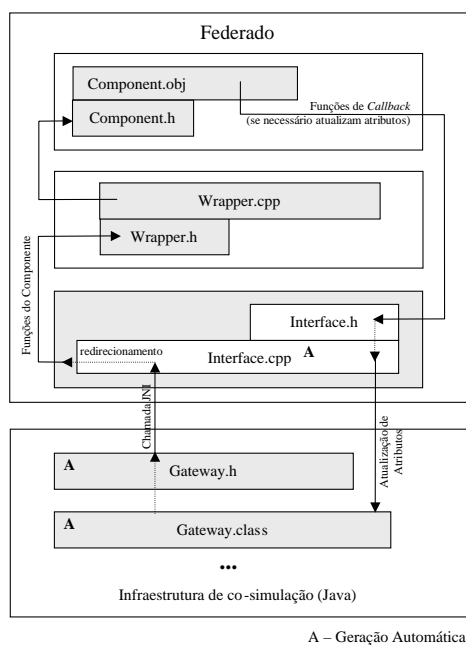 Federado
Component.obj
Component.h
Funções de Callback
(se necessário atualizam atributos)
Wrapper.cpp
Wrapper.h
Funções do Componente
Interface.h
redirecionamento
Interface.cpp
A
Chamada JNI
Atualização de
Atributos
A
Gateway.h
A
Gateway.class
...
Infraestrutura de co-simulação (Java)
A – Geração Automática